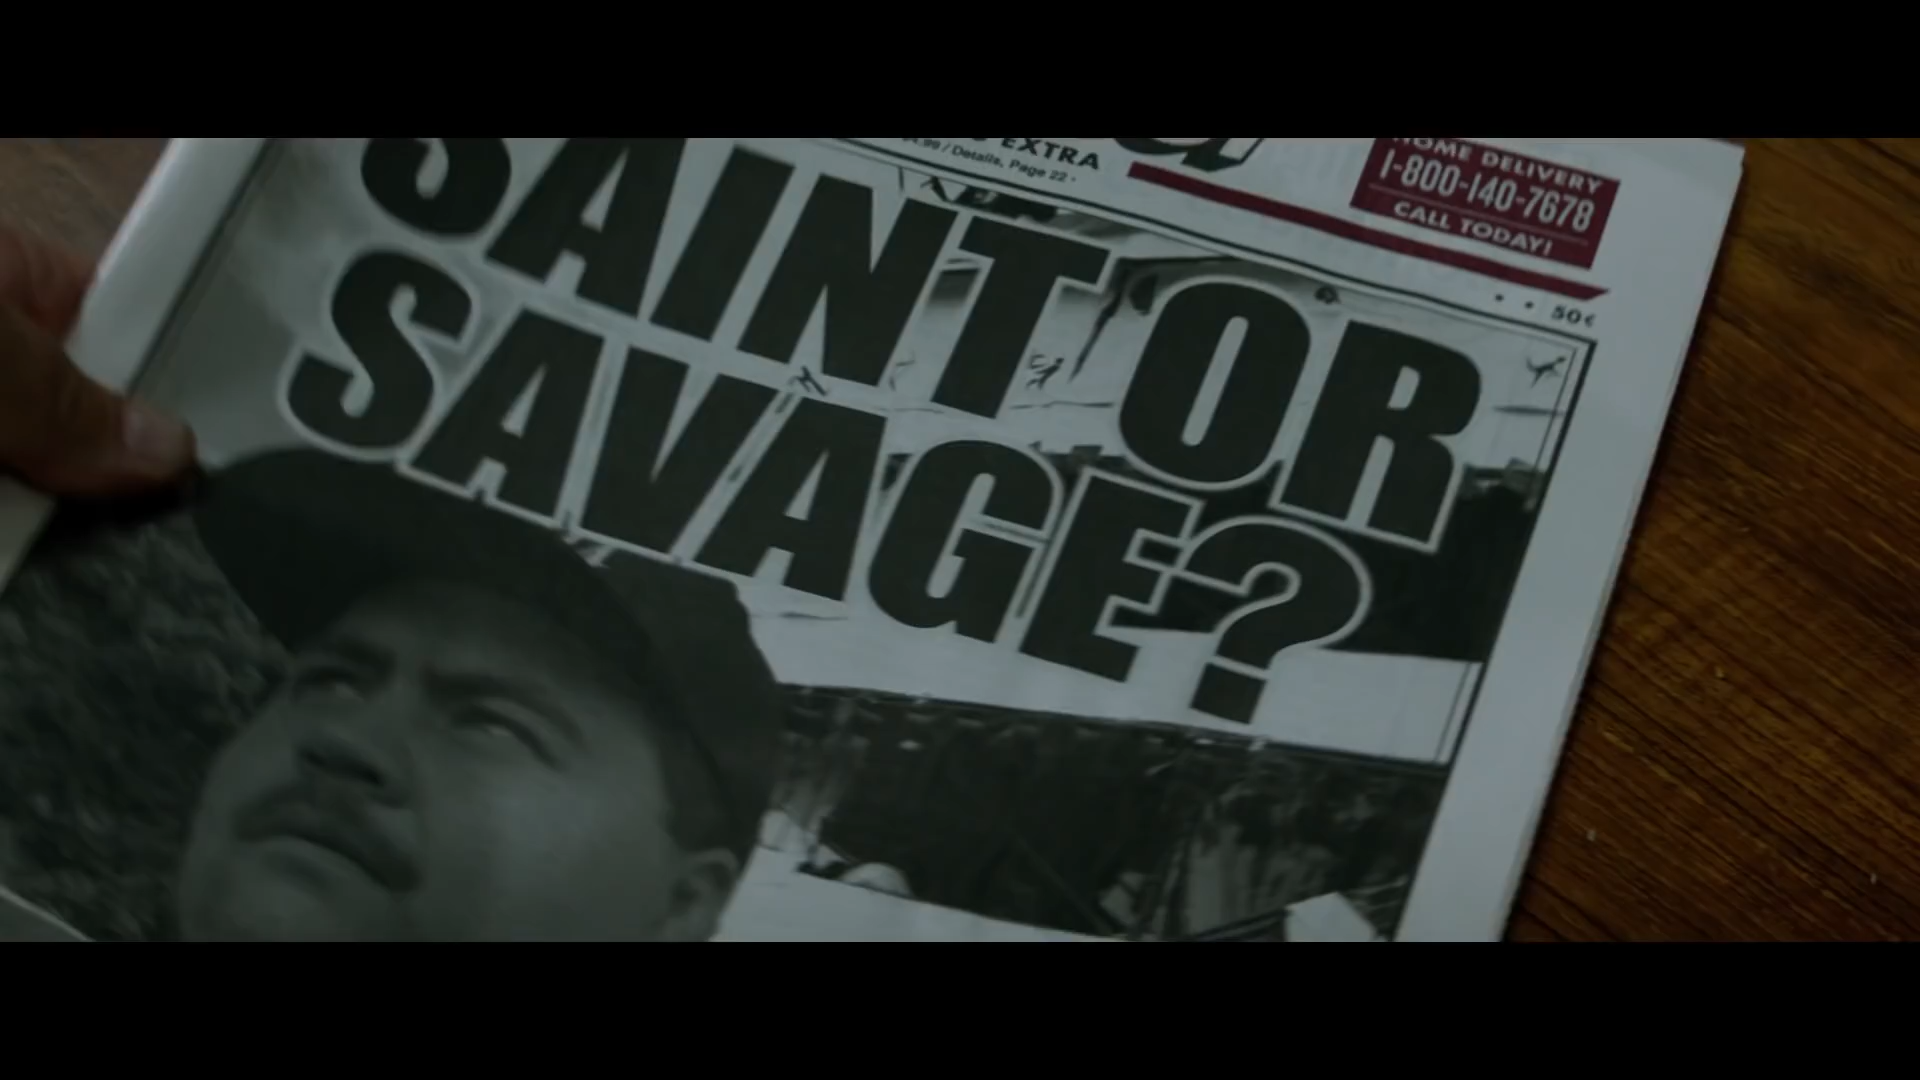 EXTRA
/ Details, Page 22 •
HOME DELIVERY
1-800-140-7678
CALL TODAY!
50¢
SAINT OR
SAVAGE?